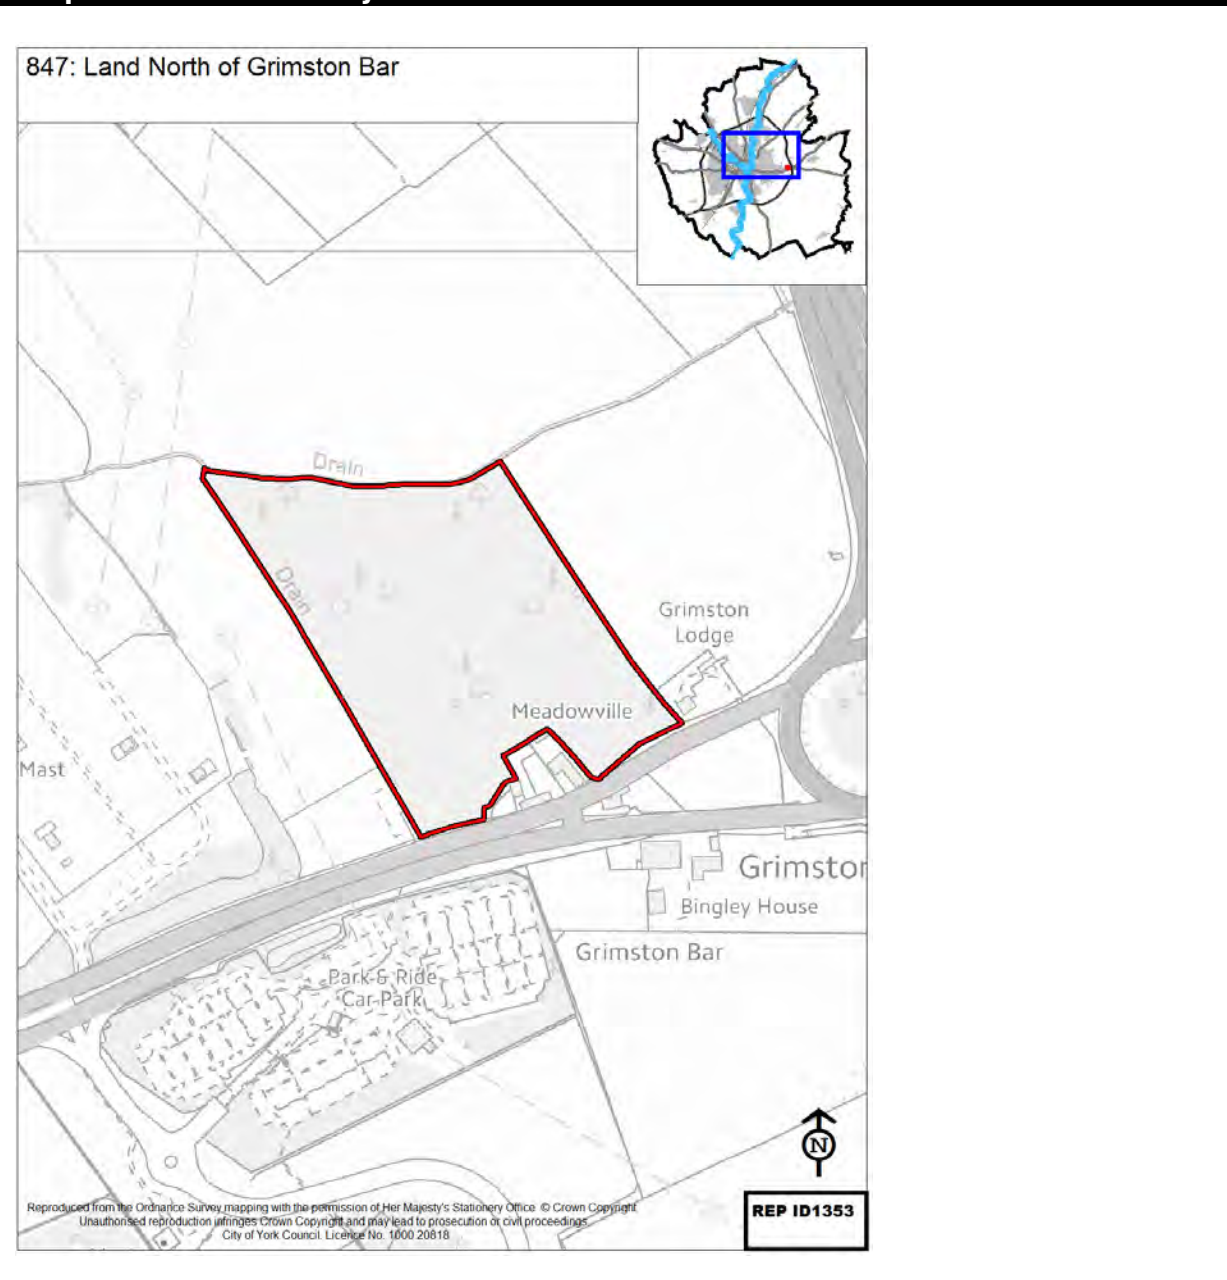 847: Land North of Grimston Bar
Drain
Drain
Grimston
Lodge
Meadowville
Mast
Grimston
Bingley House
Grimston Bar
Park & Ride
Car Park
N
Reproduced from the Ordnance Survey mapping with the permission of Her Majesty's Stationery Office © Crown Copyright
Unauthorised reproduction infringes Crown Copyright and may lead to prosecution or civil proceedings
City of York Council. Licence No. 1000 20818
REP ID1353